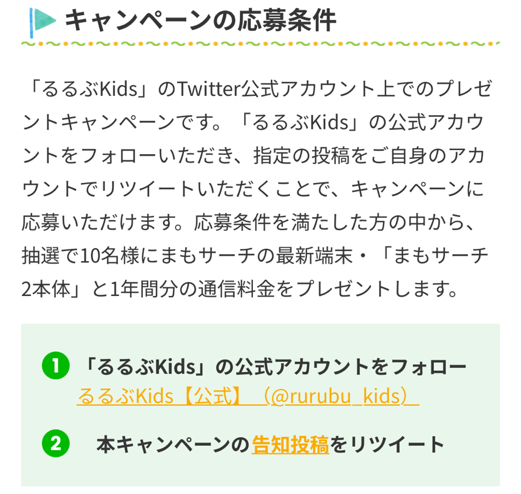 キャンペーンの応募条件
「るるぶKids」のTwitter公式アカウント上でのプレゼ
ントキャンペーンです。「るるぶKids」の公式アカウ
ントをフォローいただき、指定の投稿をご自身のアカ
ウントでリツイートいただくことで、キャンペーンに
応募いただけます。応募条件を満たした方の中から、
抽選で10名様にまもサーチの最新端末・「まもサーチ
2本体」と1年間分の通信料金をプレゼントします。
1 「るるぶKids」の公式アカウントをフォロー
るるぶKids【公式】（@rurubu_kids）
2 本キャンペーンの告知投稿をリツイート